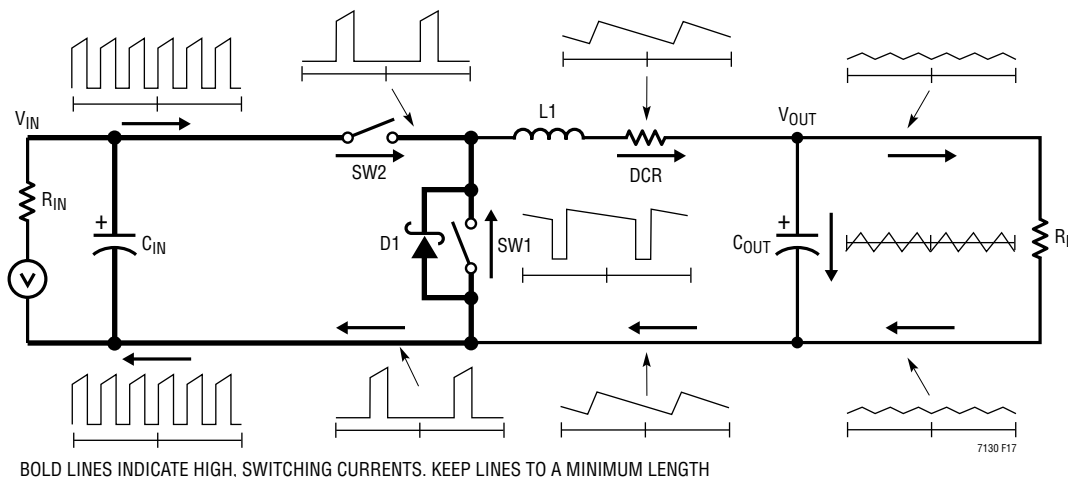 VIN
RIN
V
+
CIN
SW2
D1
SW1
L1
DCR
VOUT
+
COUT
7130 F17
BOLD LINES INDICATE HIGH, SWITCHING CURRENTS. KEEP LINES TO A MINIMUM LENGTH